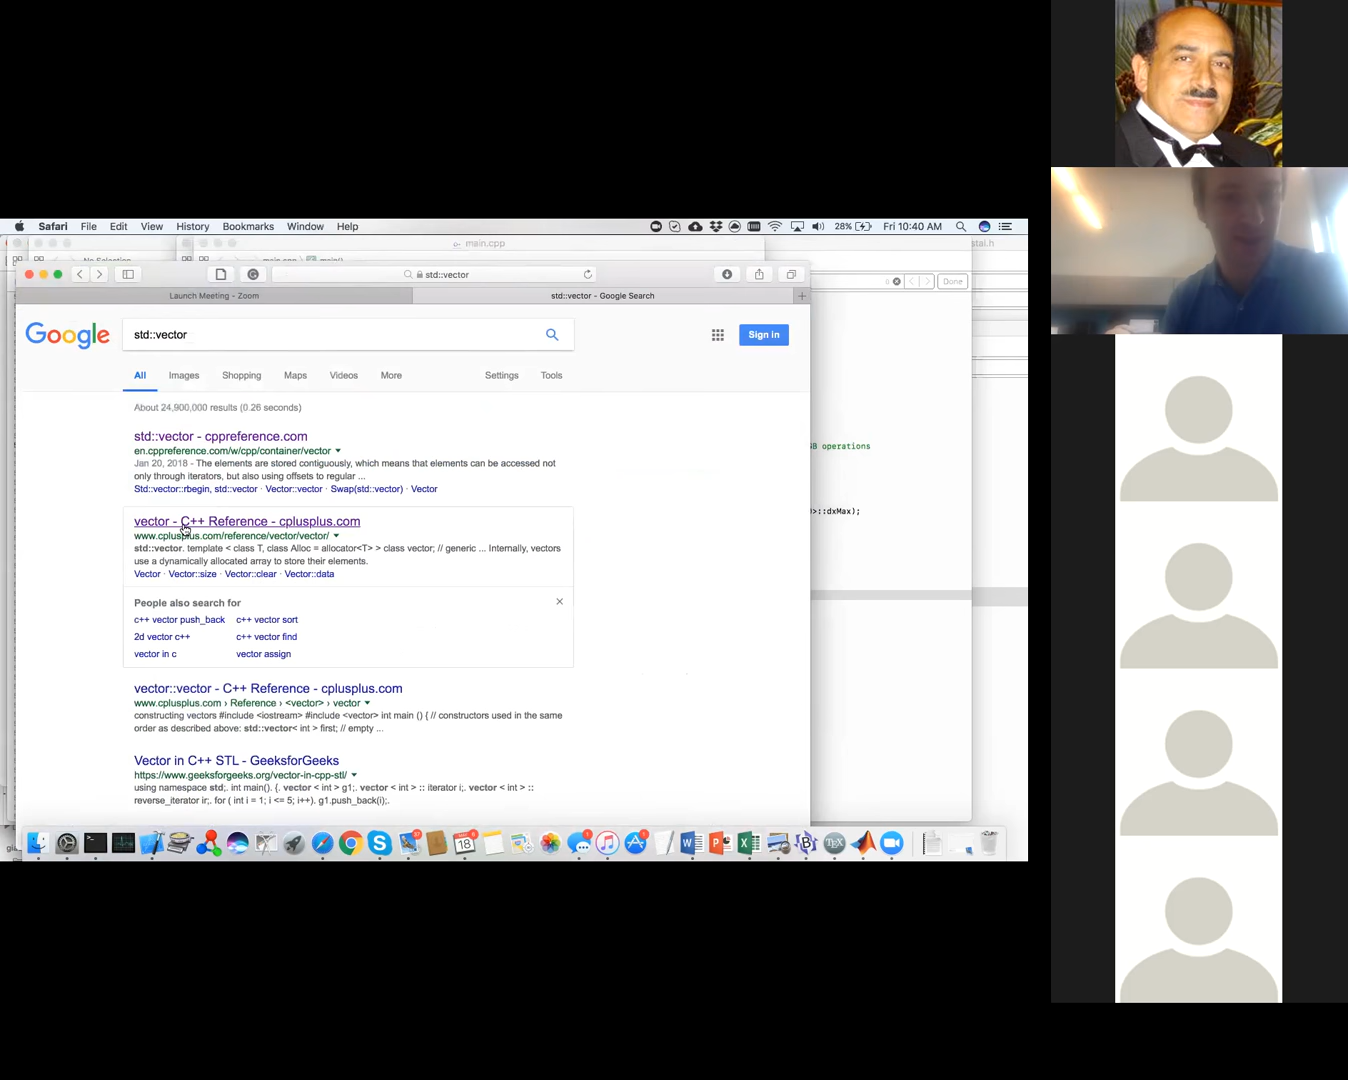 Safari File Edit View History Bookmarks Window Help 28% Fri 10:40 AM
main.cpp
stal.h
No Selection
main.cpp main()
std::vector
Done
Launch Meeting - Zoom
std::vector - Google Search
Google
std::vector
Sign in
All Images Shopping Maps Videos More Settings Tools
About 24,900,000 results (0.26 seconds)
std::vector - cppreference.com
en.cppreference.com/w/cpp/container/vector
Jan 20, 2018 - The elements are stored contiguously, which means that elements can be accessed not
only through iterators, but also using offsets to regular ...
Std::vector::rbegin, std::vector · Vector::vector · Swap(std::vector) · Vector
vector - C++ Reference - cplusplus.com
www.cplusplus.com/reference/vector/vector/
std::vector. template < class T, class Alloc = allocator<T> > class vector; // generic ... Internally, vectors
use a dynamically allocated array to store their elements.
Vector · Vector::size · Vector::clear · Vector::data
People also search for
c++ vector push_back c++ vector sort
2d vector c++ c++ vector find
vector in c vector assign
vector::vector - C++ Reference - cplusplus.com
www.cplusplus.com › Reference › <vector> › vector
constructing vectors #include <iostream> #include <vector> int main () { // constructors used in the same
order as described above: std::vector< int > first; // empty ...
Vector in C++ STL - GeeksforGeeks
https://www.geeksforgeeks.org/vector-in-cpp-stl/
using namespace std;. int main(). {. vector < int > g1;. vector < int > :: iterator i;. vector < int > ::
reverse_iterator ir;. for ( int i = 1; i <= 5; i++). g1.push_back(i);.
operations
>::dxMax);
18